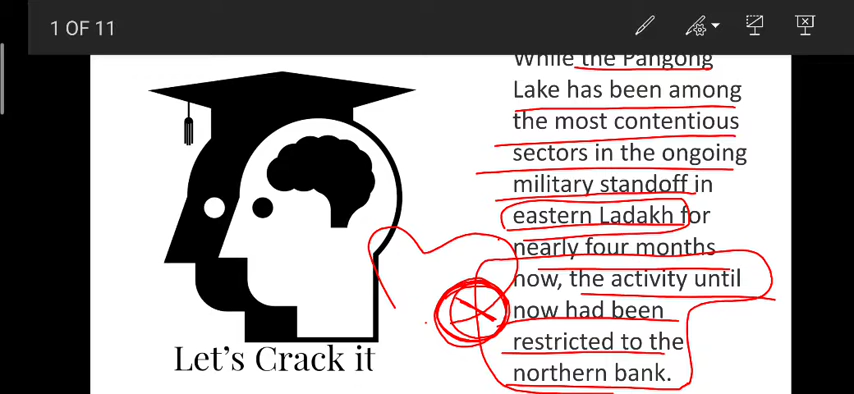 1 OF 11
While the Pangong
Lake has been among
the most contentious
sectors in the ongoing
military standoff in
eastern Ladakh for
nearly four months
now, the activity until
now had been
restricted to the
northern bank.
Let's Crack it